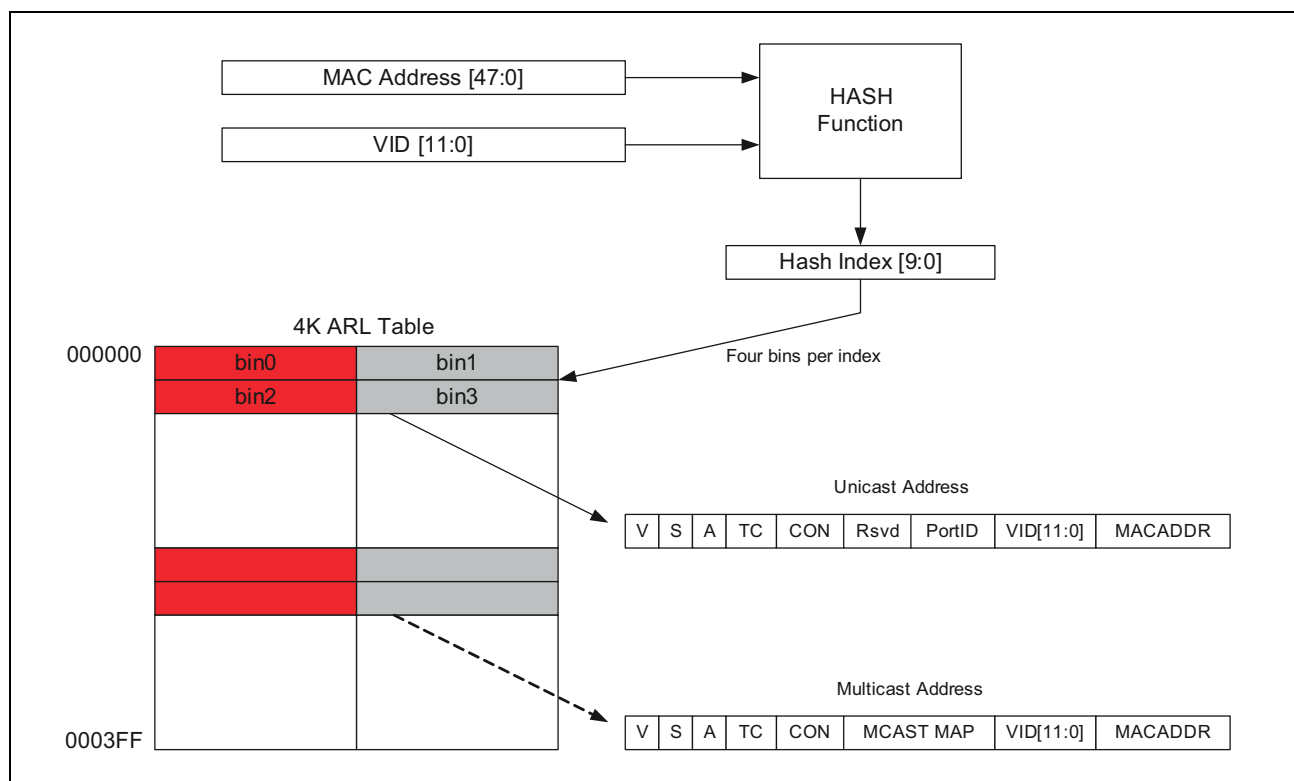 MAC Address [47:0]
HASH
Function
VID [11:0]
Hash Index [9:0]
4K ARL Table
000000
bin0
bin1
Four bins per index
bin2
bin3
Unicast Address
V
S
A
TC
CON
Rsvd
PortID
VID[11:0]
MACADDR
Multicast Address
V
S
A
TC
CON
MCAST MAP
VID[11:0]
MACADDR
0003FF